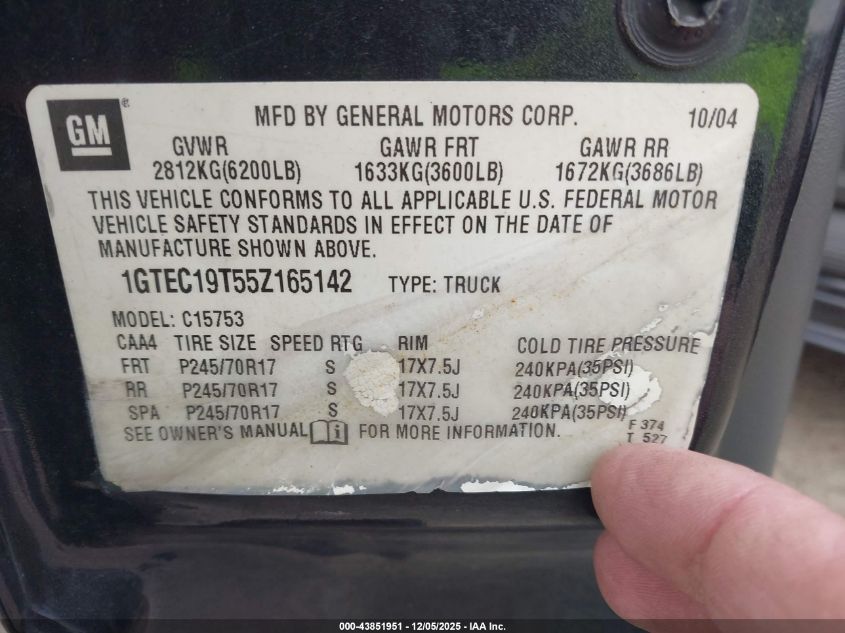 GM ®
MFD BY GENERAL MOTORS CORP. 10/04
GVWR GAWR FRT GAWR RR
2812KG(6200LB) 1633KG(3600LB) 1672KG(3686LB)
THIS VEHICLE CONFORMS TO ALL APPLICABLE U.S. FEDERAL MOTOR
VEHICLE SAFETY STANDARDS IN EFFECT ON THE DATE OF
MANUFACTURE SHOWN ABOVE.
1GTEC19T55Z165142 TYPE: TRUCK
MODEL: C15753
CAA4 TIRE SIZE SPEED RTG RIM COLD TIRE PRESSURE
FRT P245/70R17 S 17X7.5J 240KPA(35PSI)
RR P245/70R17 S 17X7.5J 240KPA(35PSI)
SPA P245/70R17 S 17X7.5J 240KPA(35PSI)
SEE OWNER'S MANUAL i FOR MORE INFORMATION.
F 374
T 527
000-43851951 - 12/05/2025 - IAA Inc.